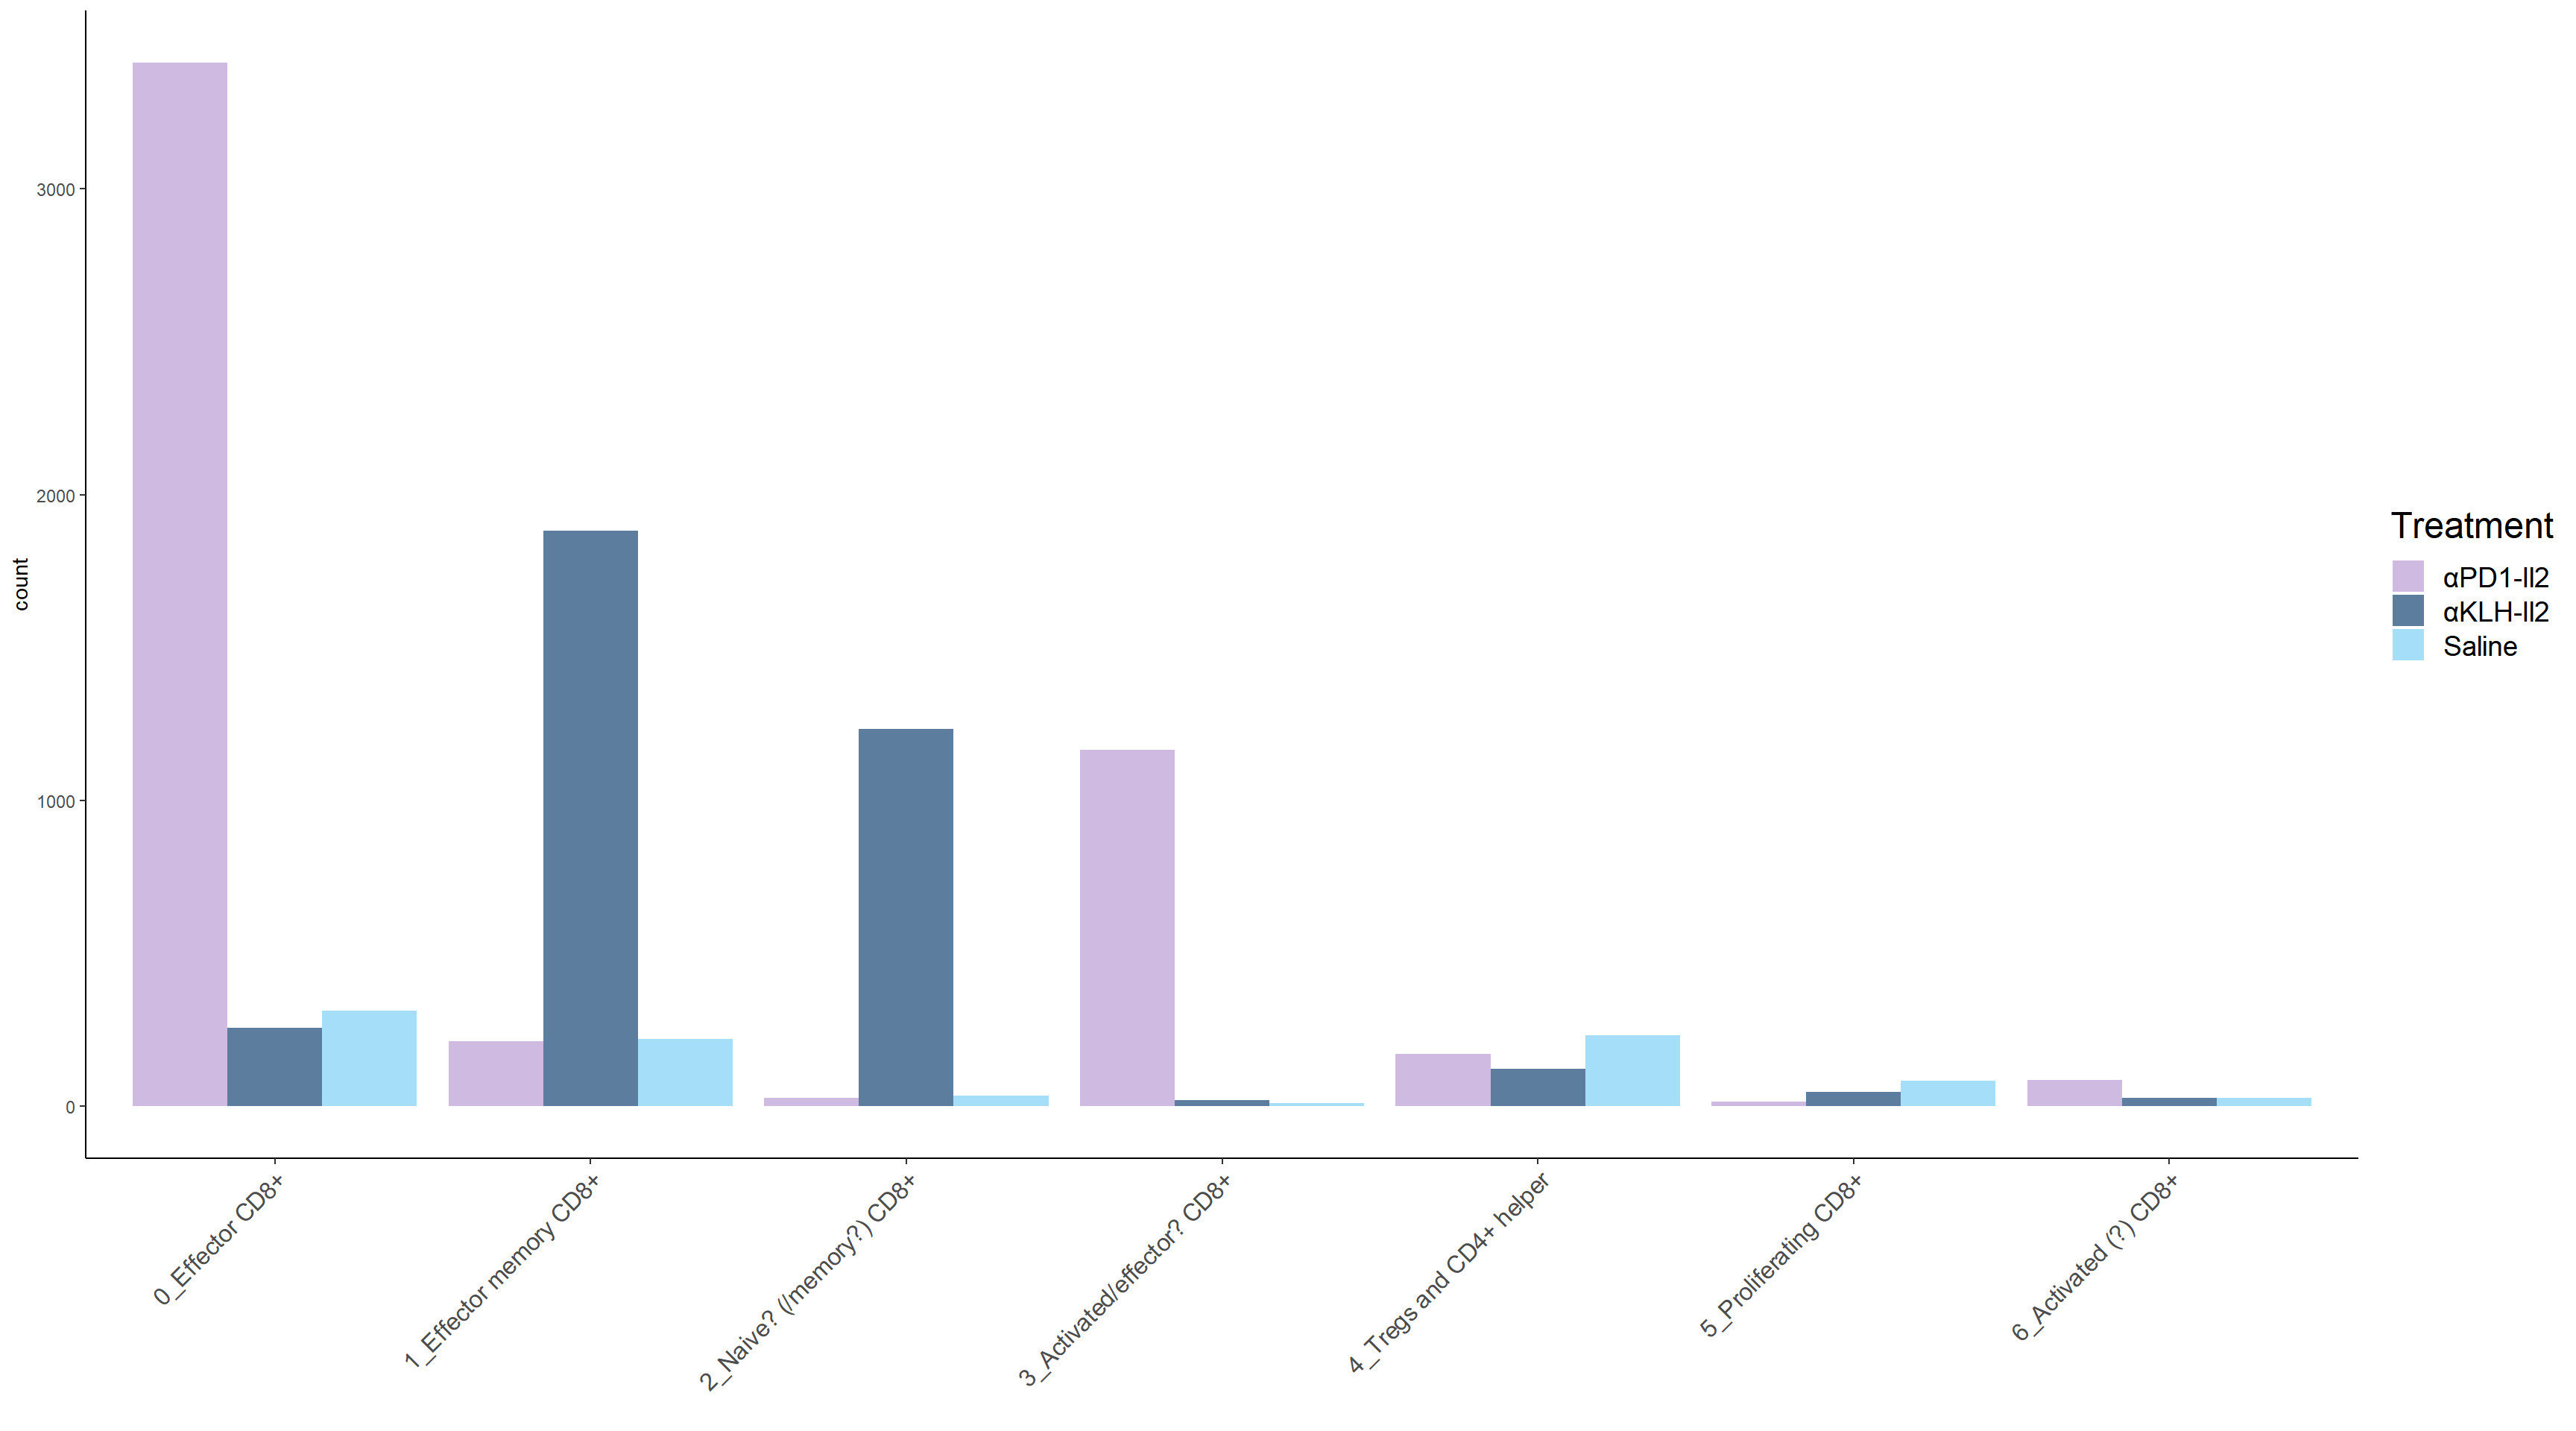 count
3000
2000
1000
0
0_Effector CD8+
1_Effector memory CD8+
2_Naive? (/memory?) CD8+
3_Activated/effector? CD8+
4_Tregs and CD4+ helper
5_Proliferating CD8+
6_Activated (?) CD8+
Treatment
αPD1-Il2
αKLH-Il2
Saline